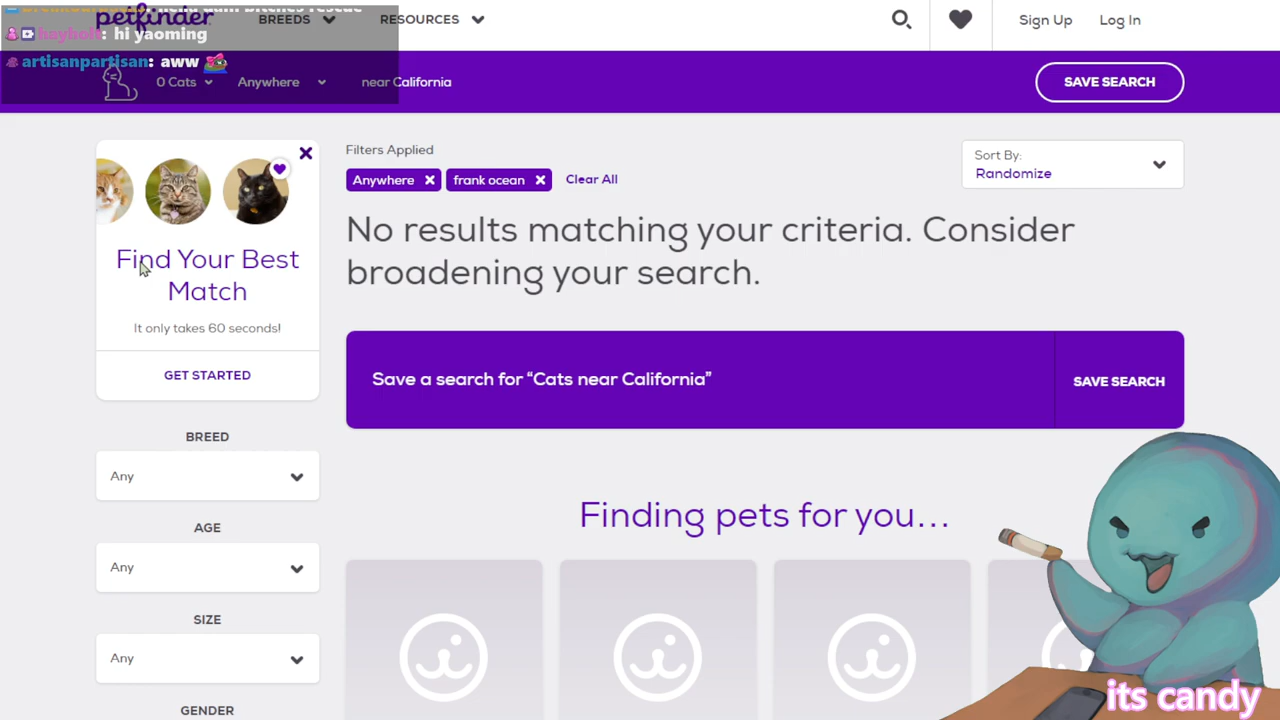 petfinder
BREEDS
RESOURCES
Sign Up
Log In
haybolt: hi yaoming
artisanpartisan: aww
0 Cats
Anywhere
near California
SAVE SEARCH
Find Your Best
Match
It only takes 60 seconds!
GET STARTED
Filters Applied
Anywhere
frank ocean
Clear All
Sort By:
Randomize
No results matching your criteria. Consider
broadening your search.
Save a search for “Cats near California”
SAVE SEARCH
BREED
Any
AGE
Any
SIZE
Any
GENDER
Finding pets for you...
its candy